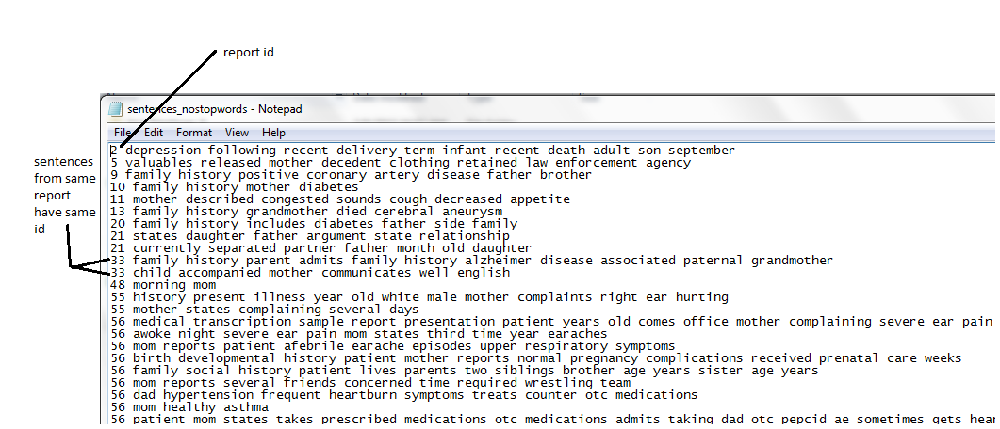 report id
sentences_nostopwords - Notepad
File Edit Format View Help
sentences
from same
report
have same
id
2 depression following recent delivery term infant recent death adult son september
5 valuables released mother decedent clothing retained law enforcement agency
9 family history positive coronary artery disease father brother
10 family history mother diabetes
11 mother described congested sounds cough decreased appetite
13 family history grandmother died cerebral aneurysm
20 family history includes diabetes father side family
21 states daughter father argument state relationship
21 currently separated partner father month old daughter
33 family history parent admits family history alzheimer disease associated paternal grandmother
33 child accompanied mother communicates well english
48 morning mom
55 history present illness year old white male mother complaints right ear hurting
55 mother states complaining several days
56 medical transcription sample report presentation patient years old comes office mother complaining severe ear pain
56 awoke night severe ear pain mom states third time year earaches
56 mom reports patient afebrile earache episodes upper respiratory symptoms
56 birth developmental history patient mother reports normal pregnancy complications received prenatal care weeks
56 family social history patient lives parents two siblings brother age years sister age years
56 mom reports several friends concerned time required wrestling team
56 dad hypertension frequent heartburn symptoms treats counter otc medications
56 mom healthy asthma
56 patient mom states takes prescribed medications otc medications admits taking dad otc pepcid ae sometimes gets hear